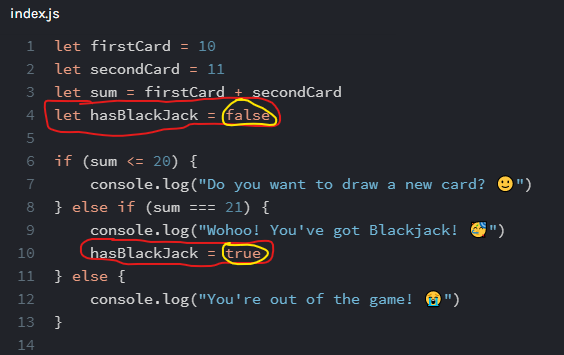 index.js
1 let firstCard = 10
2 let secondCard = 11
3 let sum = firstCard + secondCard
4 let hasBlackJack = false
5
6 if (sum <= 20) {
7     console.log("Do you want to draw a new card? 🙂")
8 } else if (sum === 21) {
9     console.log("Wohoo! You've got Blackjack! 🥳")
10     hasBlackJack = true
11 } else {
12     console.log("You're out of the game! 😭")
13 }
14